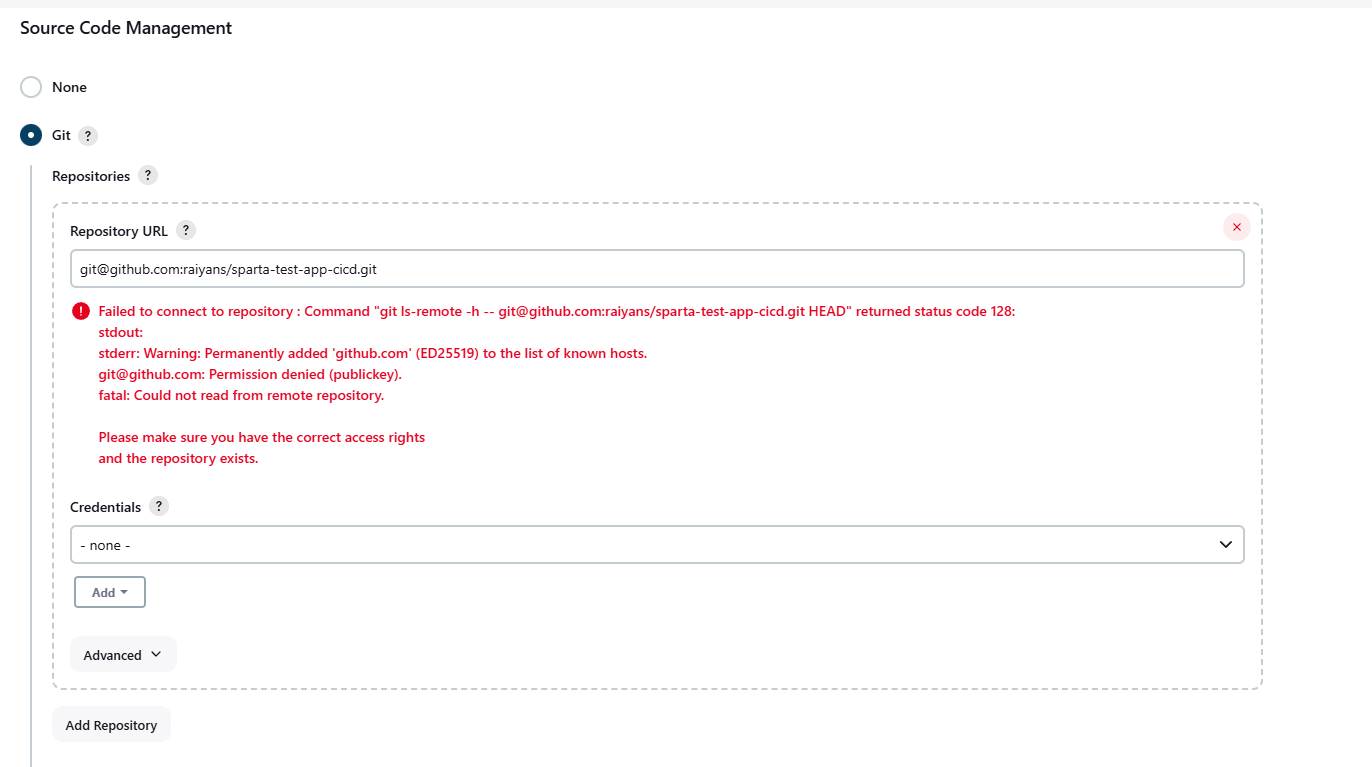 Source Code Management
None
Git ?
Repositories ?
Repository URL ?
git@github.com:raiyans/sparta-test-app-cicd.git
Failed to connect to repository : Command "git ls-remote -h -- git@github.com:raiyans/sparta-test-app-cicd.git HEAD" returned status code 128:
stdout:
stderr: Warning: Permanently added 'github.com' (ED25519) to the list of known hosts.
git@github.com: Permission denied (publickey).
fatal: Could not read from remote repository.
Please make sure you have the correct access rights
and the repository exists.
Credentials ?
- none -
Add
Advanced
Add Repository